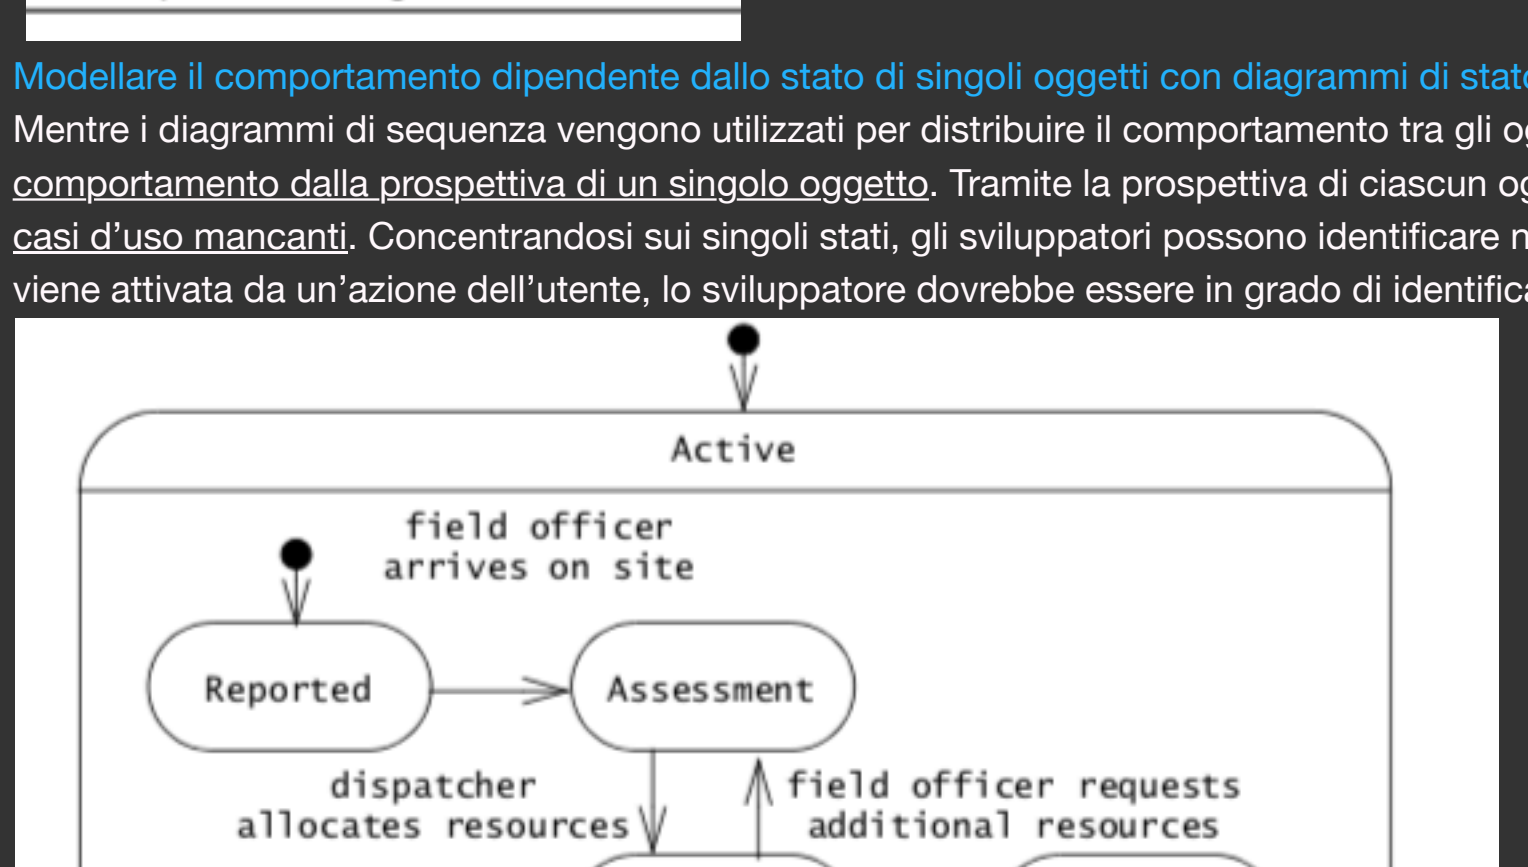 Modellare il comportamento dipendente dallo stato di singoli oggetti con diagrammi di stato
Mentre i diagrammi di sequenza vengono utilizzati per distribuire il comportamento tra gli
comportamento dalla prospettiva di un singolo oggetto. Tramite la prospettiva di ciascun
casi d'uso mancanti. Concentrandosi sui singoli stati, gli sviluppatori possono identificare
viene attivata da un'azione dell'utente, lo sviluppatore dovrebbe essere in grado di
Active
field officer
arrives on site
Reported
Assessment
dispatcher
allocates resources
field officer requests
additional resources